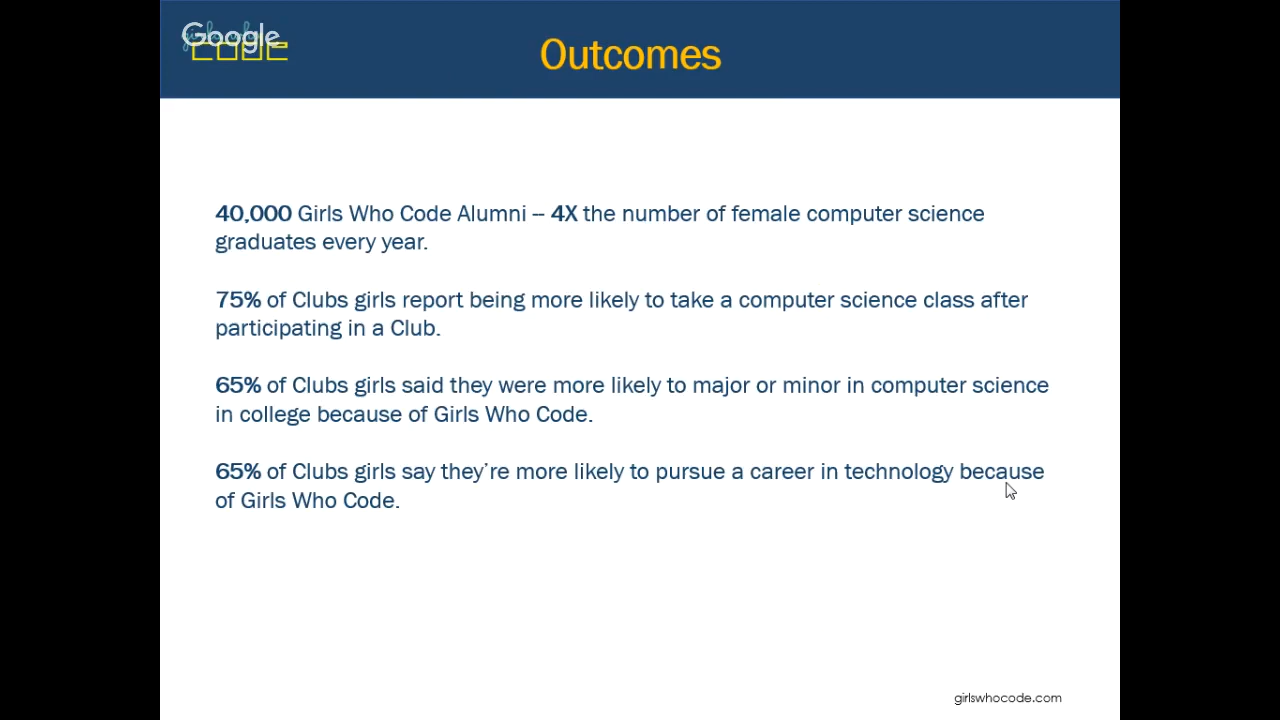 Google
CODE
Outcomes
40,000 Girls Who Code Alumni -- 4X the number of female computer science
graduates every year.
75% of Clubs girls report being more likely to take a computer science class after
participating in a Club.
65% of Clubs girls said they were more likely to major or minor in computer science
in college because of Girls Who Code.
65% of Clubs girls say they’re more likely to pursue a career in technology because
of Girls Who Code.
girlswhocode.com